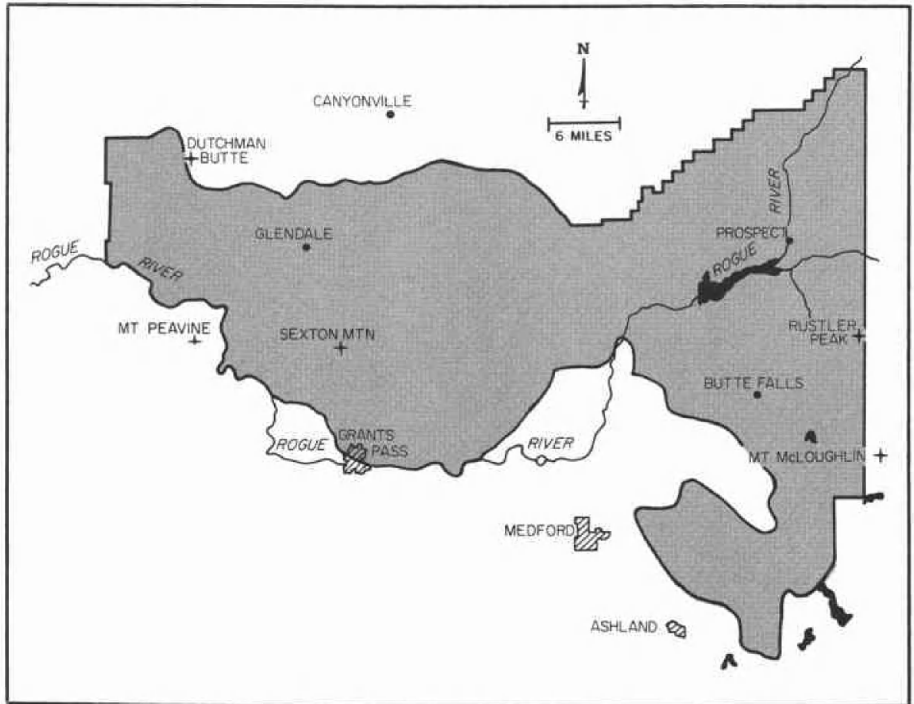 N
CANYONVILLE
6 MILES
DUTCHMAN
BUTTE
RIVER
GLENDALE
PROSPECT
ROGUE
ROGUE
RIVER
MT PEAVINE
SEXTON MTN
RUSTLER
PEAK
BUTTE FALLS
ROGUE
GRANTS
PASS
RIVER
MT. McLOUGHLIN
MEDFORD
ASHLAND